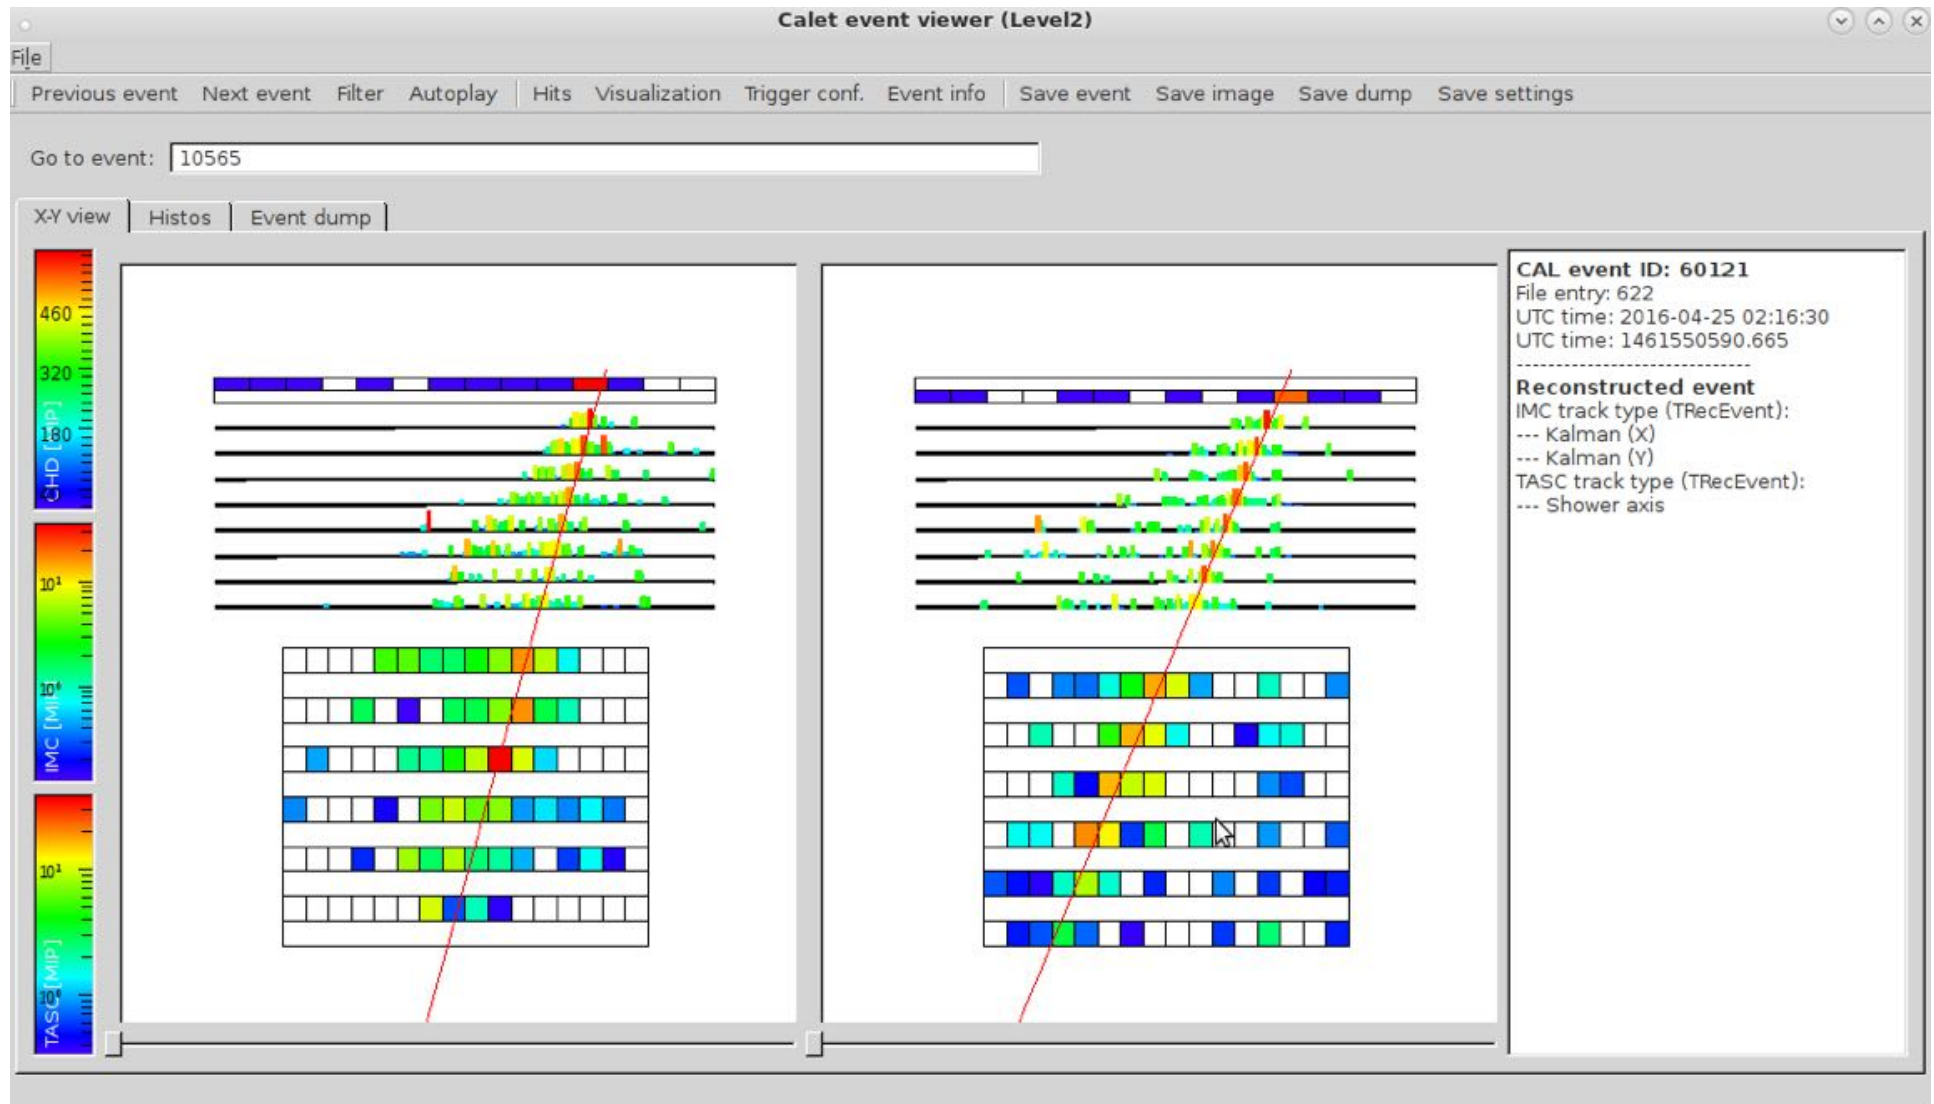 Calet event viewer (Level2)
File
Previous event Next event Filter Autoplay Hits Visualization Trigger conf. Event info Save event Save image Save dump Save settings
Go to event: 10565
X-Y view Histos Event dump
460
320
180
10¹
10⁰
IMC [MIP]
10¹
10⁰
TASC [MIP]
CHD [MIP]
CAL event ID: 60121
File entry: 622
UTC time: 2016-04-25 02:16:30
UTC time: 1461550590.665
----------------------------
Reconstructed event
IMC track type (TRecEvent):
--- Kalman (X)
--- Kalman (Y)
TASC track type (TRecEvent):
--- Shower axis